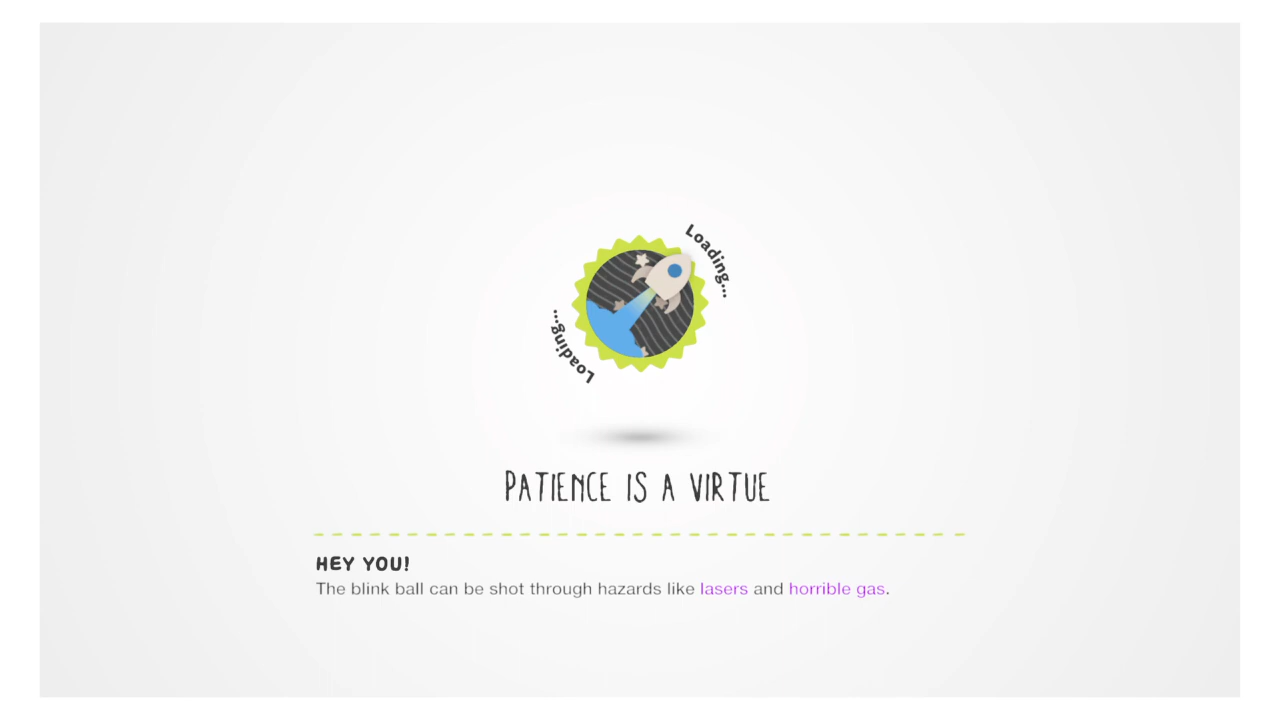 Loading...
Loading...
PATIENCE IS A VIRTUE
HEY YOU!
The blink ball can be shot through hazards like lasers and horrible gas.